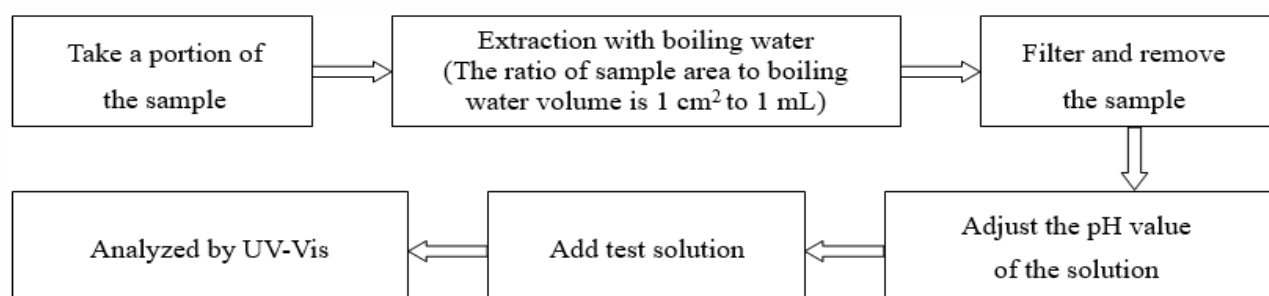 Take a portion of
the sample
Extraction with boiling water
(The ratio of sample area to boiling
water volume is 1 cm² to 1 mL)
Filter and remove
the sample
Adjust the pH value
of the solution
Add test solution
Analyzed by UV-Vis